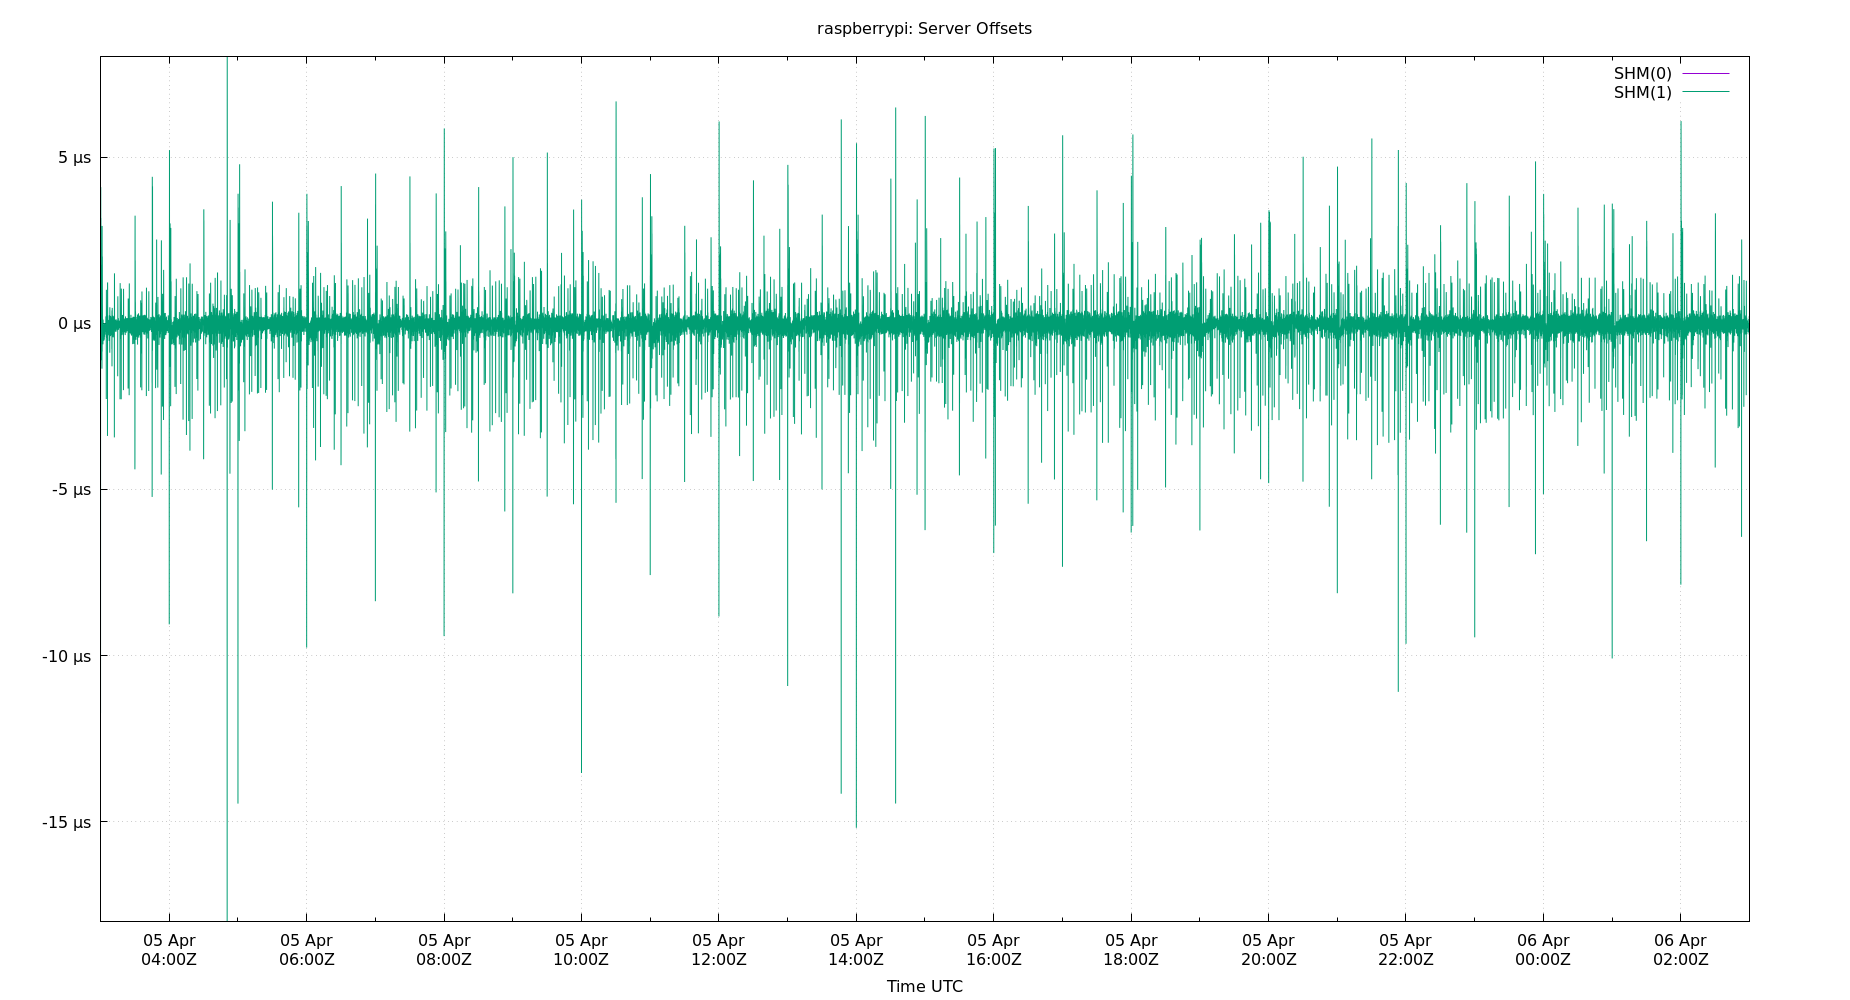 raspberrypi: Server Offsets
SHM(0)
SHM(1)
5 µs
0 µs
-5 µs
-10 µs
-15 µs
05 Apr 05 Apr 05 Apr 05 Apr 05 Apr 05 Apr 05 Apr 05 Apr 05 Apr 05 Apr 06 Apr 06 Apr
04:00Z 06:00Z 08:00Z 10:00Z 12:00Z 14:00Z 16:00Z 18:00Z 20:00Z 22:00Z 00:00Z 02:00Z
Time UTC